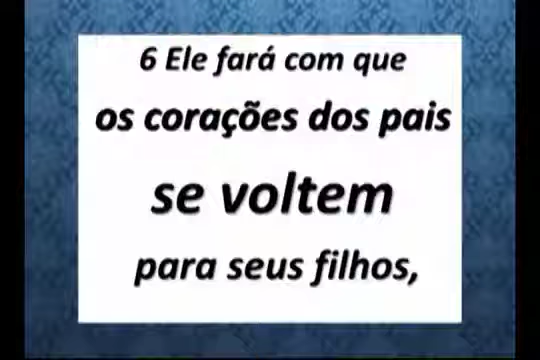 6 Ele fará com que
os corações dos pais
se voltem
para seus filhos,